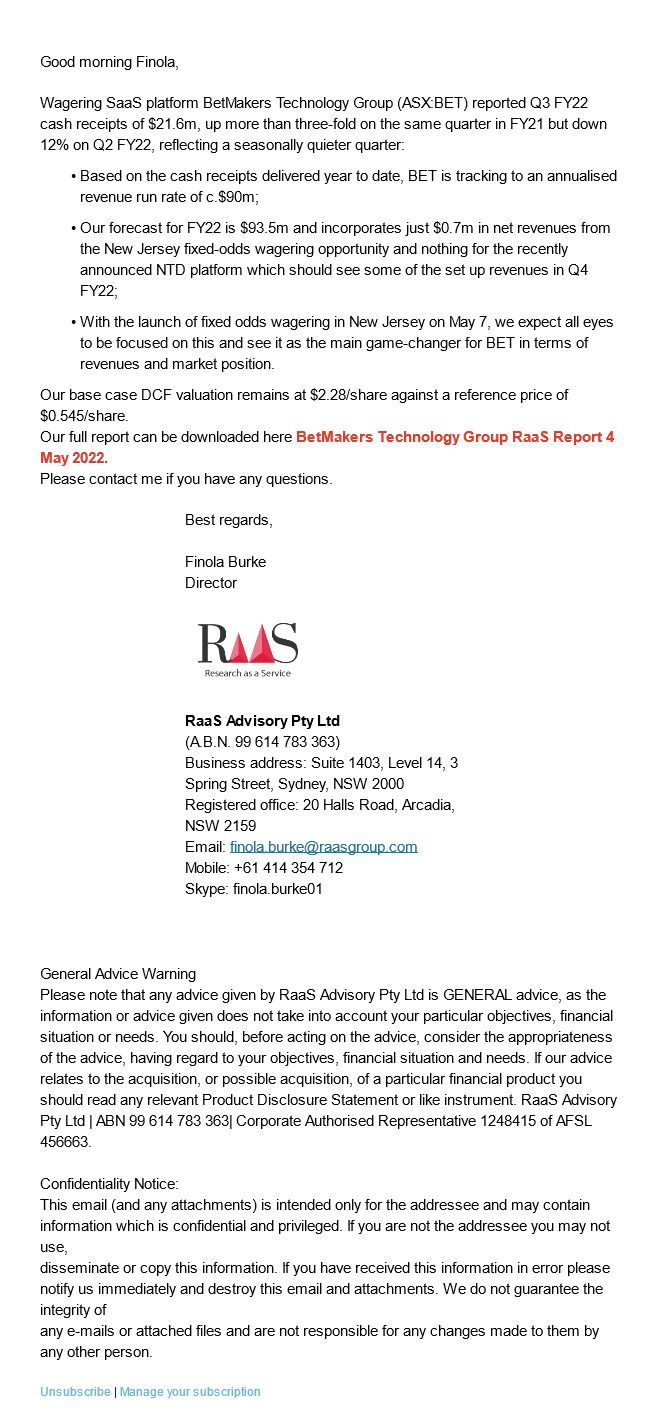 Good morning Finola,
Wagering SaaS platform BetMakers Technology Group (ASX:BET) reported Q3 FY22
cash receipts of $21.6m, up more than three-fold on the same quarter in FY21 but down
12% on Q2 FY22, reflecting a seasonally quieter quarter:
• Based on the cash receipts delivered year to date, BET is tracking to an annualised
revenue run rate of c.$90m;
• Our forecast for FY22 is $93.5m and incorporates just $0.7m in net revenues from
the New Jersey fixed-odds wagering opportunity and nothing for the recently
announced NTD platform which should see some of the set up revenues in Q4
FY22;
• With the launch of fixed odds wagering in New Jersey on May 7, we expect all eyes
to be focused on this and see it as the main game-changer for BET in terms of
revenues and market position.
Our base case DCF valuation remains at $2.28/share against a reference price of
$0.545/share.
Our full report can be downloaded here BetMakers Technology Group RaaS Report 4
May 2022.
Please contact me if you have any questions.
Best regards,
Finola Burke
Director
RaaS
Research as a Service
RaaS Advisory Pty Ltd
(A.B.N. 99 614 783 363)
Business address: Suite 1403, Level 14, 3
Spring Street, Sydney, NSW 2000
Registered office: 20 Halls Road, Arcadia,
NSW 2159
Email: finola.burke@raasgroup.com
Mobile: +61 414 354 712
Skype: finola.burke01
General Advice Warning
Please note that any advice given by RaaS Advisory Pty Ltd is GENERAL advice, as the
information or advice given does not take into account your particular objectives, financial
situation or needs. You should, before acting on the advice, consider the appropriateness
of the advice, having regard to your objectives, financial situation and needs. If our advice
relates to the acquisition, or possible acquisition, of a particular financial product you
should read any relevant Product Disclosure Statement or like instrument. RaaS Advisory
Pty Ltd | ABN 99 614 783 363| Corporate Authorised Representative 1248415 of AFSL
456663.
Confidentiality Notice:
This email (and any attachments) is intended only for the addressee and may contain
information which is confidential and privileged. If you are not the addressee you may not
use,
disseminate or copy this information. If you have received this information in error please
notify us immediately and destroy this email and attachments. We do not guarantee the
integrity of
any e-mails or attached files and are not responsible for any changes made to them by
any other person.
Unsubscribe | Manage your subscription